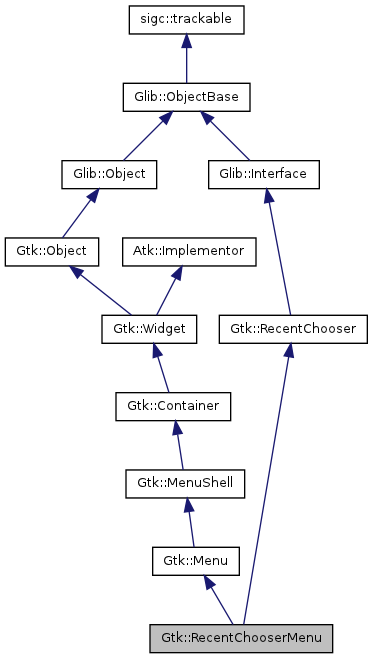 sigc::trackable
Glib::ObjectBase
Glib::Object
Glib::Interface
Gtk::Object
Atk::Implementor
Gtk::Widget
Gtk::RecentChooser
Gtk::Container
Gtk::MenuShell
Gtk::Menu
Gtk::RecentChooserMenu